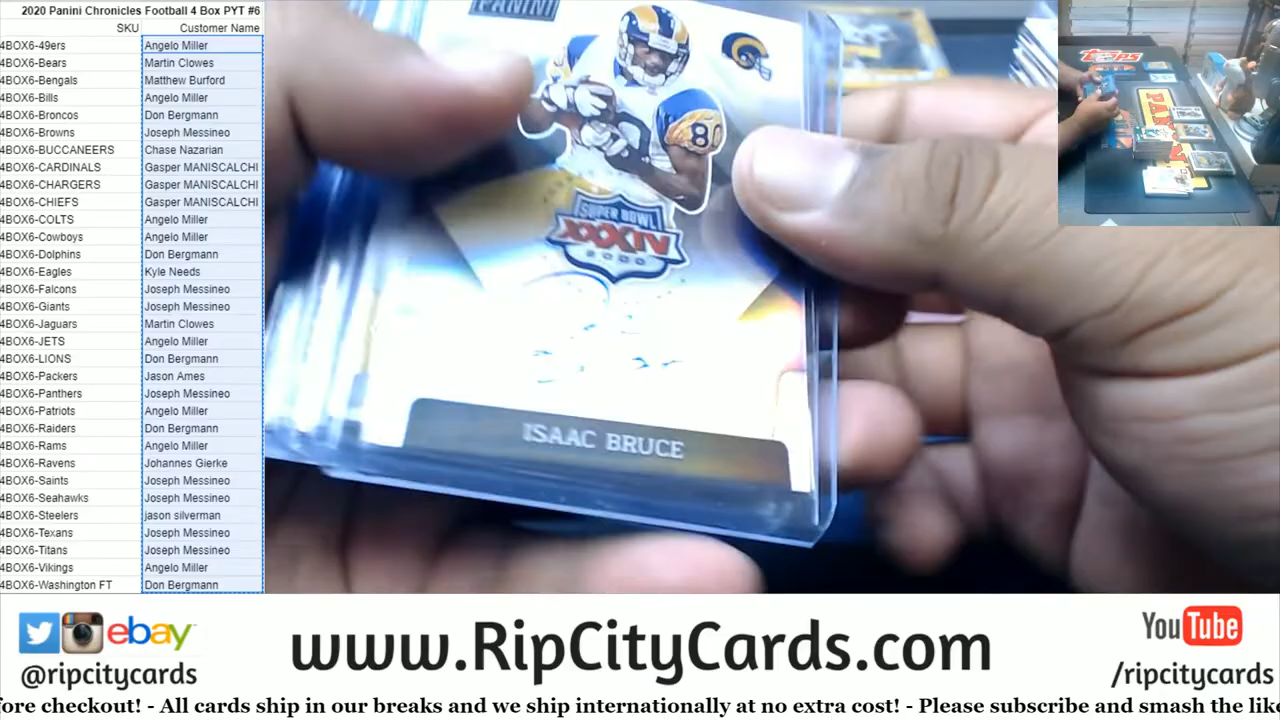 2020 Panini Chronicles Football 4 Box PYT #6
SKU Customer Name
4BOX6-49ers Angelo Miller
4BOX6-Bears Martin Clowes
4BOX6-Bengals Matthew Burford
4BOX6-Bills Angelo Miller
4BOX6-Broncos Don Bergmann
4BOX6-Browns Joseph Messineo
4BOX6-BUCCANEERS Chase Nazarian
4BOX6-CARDINALS Gasper MANISCALCHI
4BOX6-CHARGERS Gasper MANISCALCHI
4BOX6-CHIEFS Gasper MANISCALCHI
4BOX6-COLTS Angelo Miller
4BOX6-Cowboys Angelo Miller
4BOX6-Dolphins Don Bergmann
4BOX6-Eagles Kyle Needs
4BOX6-Falcons Joseph Messineo
4BOX6-Giants Joseph Messineo
4BOX6-Jaguars Martin Clowes
4BOX6-JETS Angelo Miller
4BOX6-LIONS Don Bergmann
4BOX6-Packers Jason Ames
4BOX6-Panthers Joseph Messineo
4BOX6-Patriots Angelo Miller
4BOX6-Raiders Don Bergmann
4BOX6-Rams Angelo Miller
4BOX6-Ravens Johannes Gierke
4BOX6-Saints Joseph Messineo
4BOX6-Seahawks Joseph Messineo
4BOX6-Steelers jason silverman
4BOX6-Texans Joseph Messineo
4BOX6-Titans Joseph Messineo
4BOX6-Vikings Angelo Miller
4BOX6-Washington FT Don Bergmann
PANINI
80
SUPER BOWL
XXXIV
2000
ISAAC BRUCE
TOPPS
PANINI
ebay
@ripcitycards
www.RipCityCards.com
YouTube
/ripcitycards
fore checkout! - All cards ship in our breaks and we ship internationally at no extra cost! - Please subscribe and smash the like